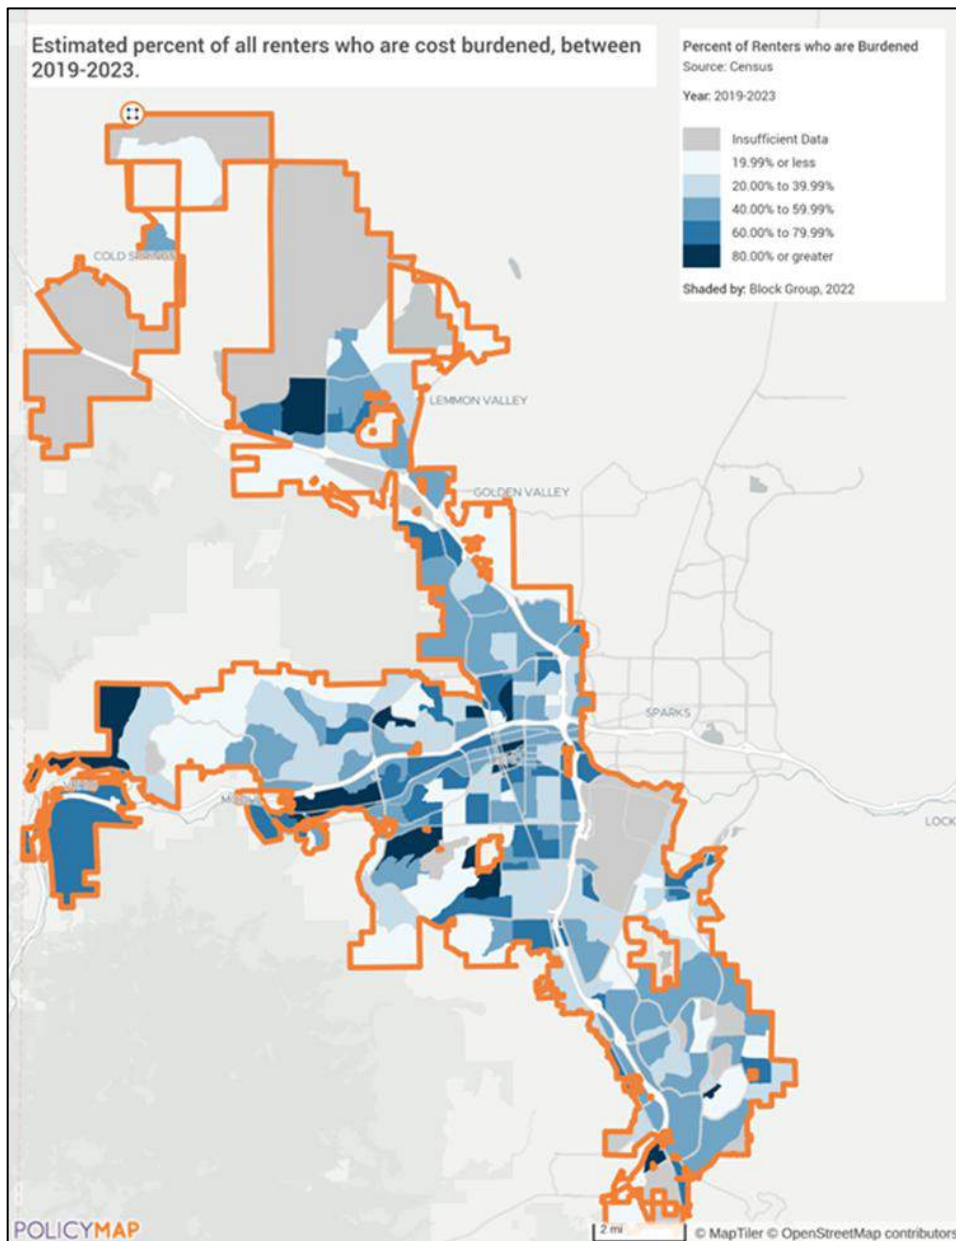 Estimated percent of all renters who are cost burdened, between
2019-2023.
Percent of Renters who are Burdened
Source: Census
Year: 2019-2023
Insufficient Data
19.99% or less
20.00% to 39.99%
40.00% to 59.99%
60.00% to 79.99%
80.00% or greater
Shaded by: Block Group, 2022
COLD
LEMMON VALLEY
GOLDEN VALLEY
SPARKS
LOCK
POLICYMAP
2 mi
© MapTiler © OpenStreetMap contributors